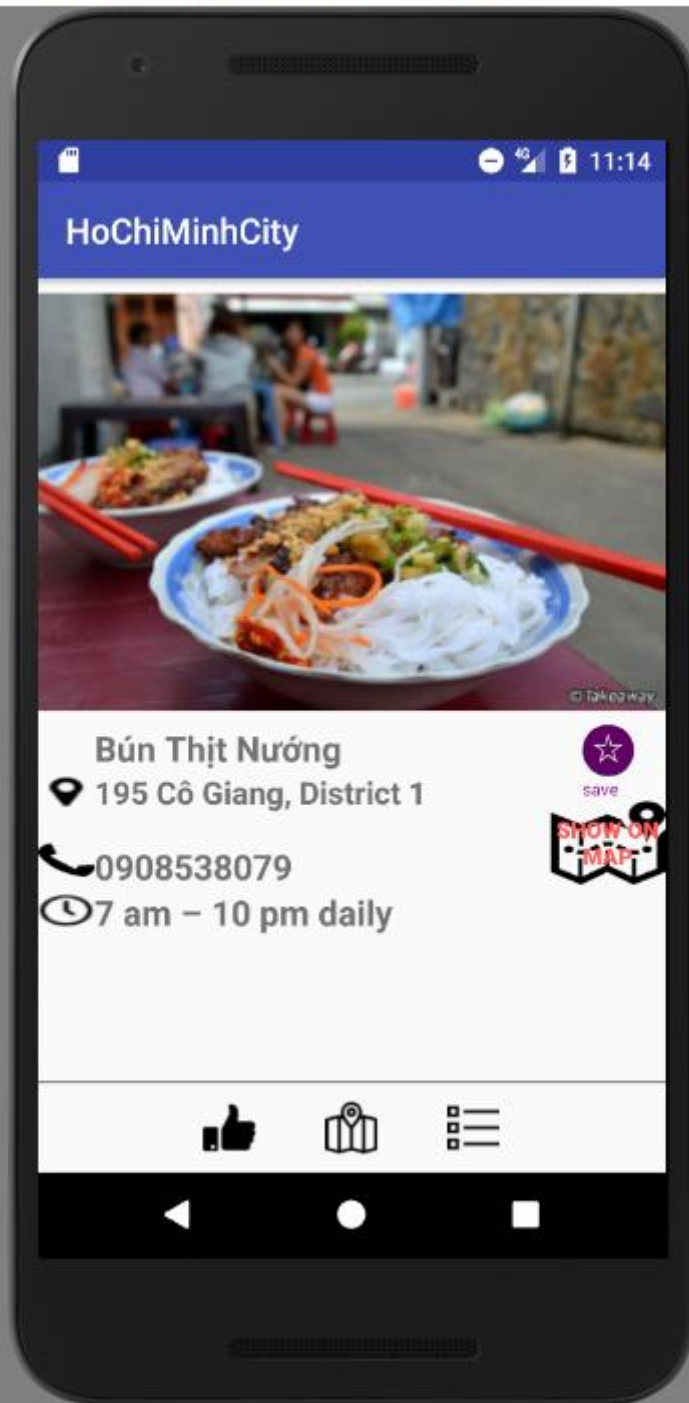 4G 11:14
HoChiMinhCity
© Takeaway
Bún Thịt Nướng
195 Cô Giang, District 1
save
SHOW ON
MAP
0908538079
7 am – 10 pm daily